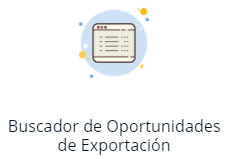 Buscador de Oportunidades
de Exportación